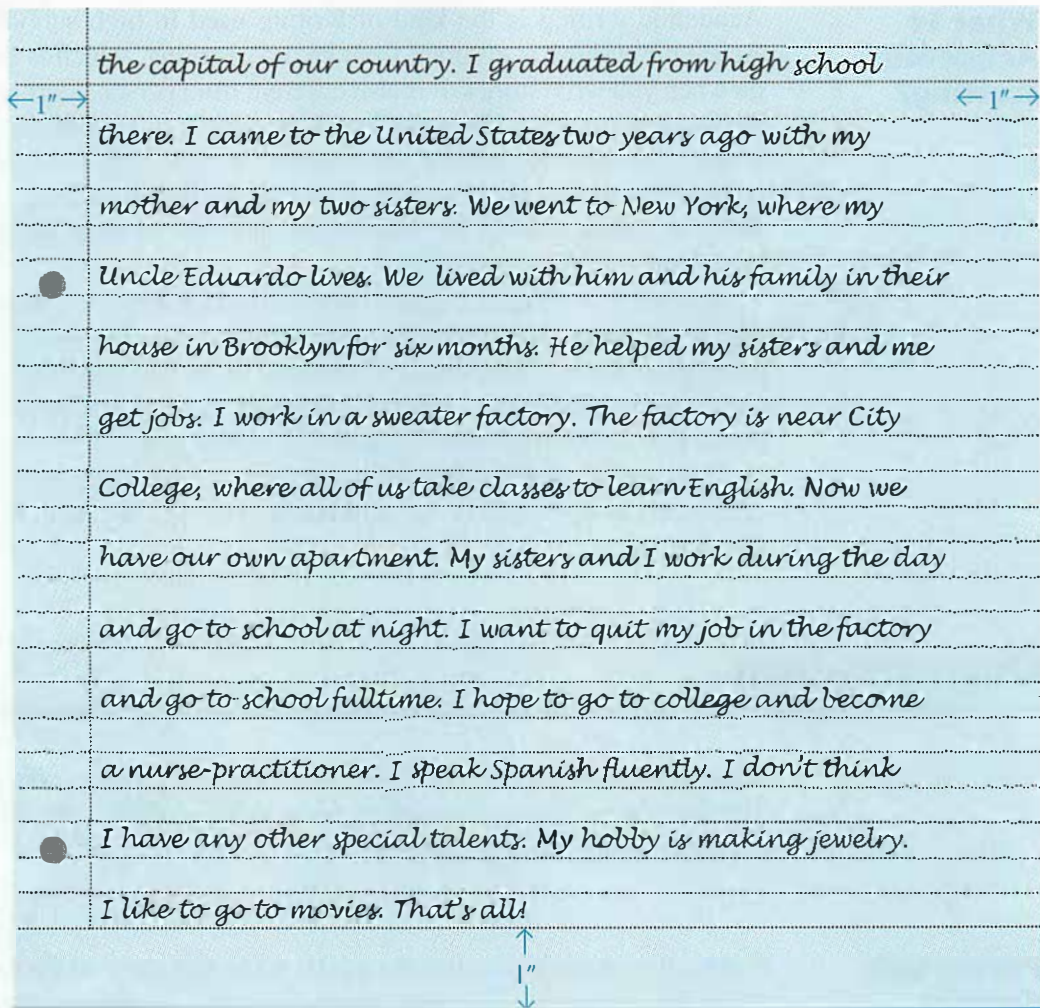 the capital of our country. I graduated from high school
←1"→ ←1"→
there. I came to the United States two years ago with my
mother and my two sisters. We went to New York, where my
Uncle Eduardo lives. We lived with him and his family in their
house in Brooklyn for six months. He helped my sisters and me
get jobs. I work in a sweater factory. The factory is near City
College, where all of us take classes to learn English. Now we
have our own apartment. My sisters and I work during the day
and go to school at night. I want to quit my job in the factory
and go to school fulltime. I hope to go to college and become
a nurse-practitioner. I speak Spanish fluently. I don't think
I have any other special talents. My hobby is making jewelry.
I like to go to movies. That's all!
1"